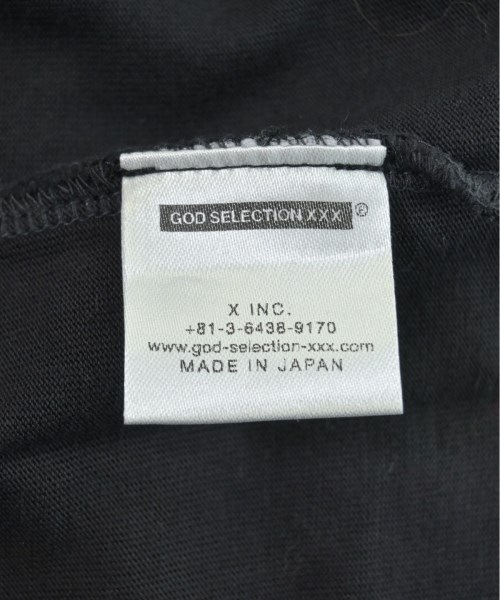 GOD SELECTION XXX ®
X INC.
+81-3-6438-9170
www.god-selection-xxx.com
MADE IN JAPAN